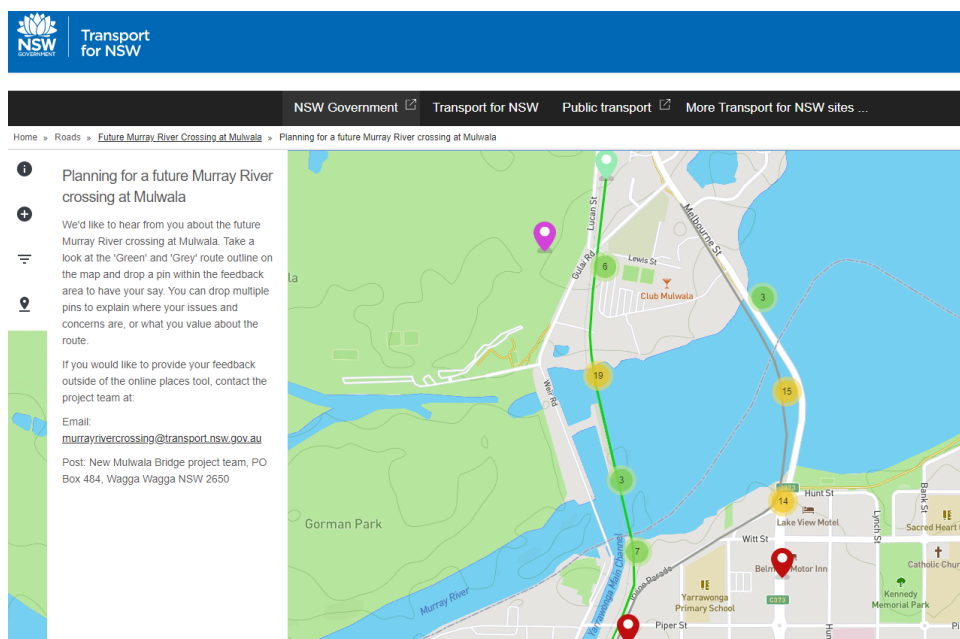 NSW
GOVERNMENT
Transport
for NSW
NSW Government
Transport for NSW
Public transport
More Transport for NSW sites ...
Home » Roads » Future Murray River Crossing at Mulwala » Planning for a future Murray River crossing at Mulwala
Planning for a future Murray River
crossing at Mulwala
We'd like to hear from you about the future
Murray River crossing at Mulwala. Take a
look at the 'Green' and 'Grey' route outline on
the map and drop a pin within the feedback
area to have your say. You can drop multiple
pins to explain where your issues and
concerns are, or what you value about the
route.
If you would like to provide your feedback
outside of the online places tool, contact the
project team at:
Email:
murrayrivercrossing@transport.nsw.gov.au
Post: New Mulwala Bridge project team, PO
Box 484, Wagga Wagga NSW 2650
la
Lucan St
Melbourne St
Gulai Rd
6
Lewis St
Club Mulwala
3
19
15
Weir Rd
3
14
Hunt St
Lake View Motel
Bank St
Lynch St
Sacred Heart
Gorman Park
Witt St
7
Yarrawonga Main Channel
Murray River
Belm Motor Inn
Catholic Chur
Yarrawonga
Primary School
C373
Kennedy
Memorial Park
Piper St
Hun
Pi